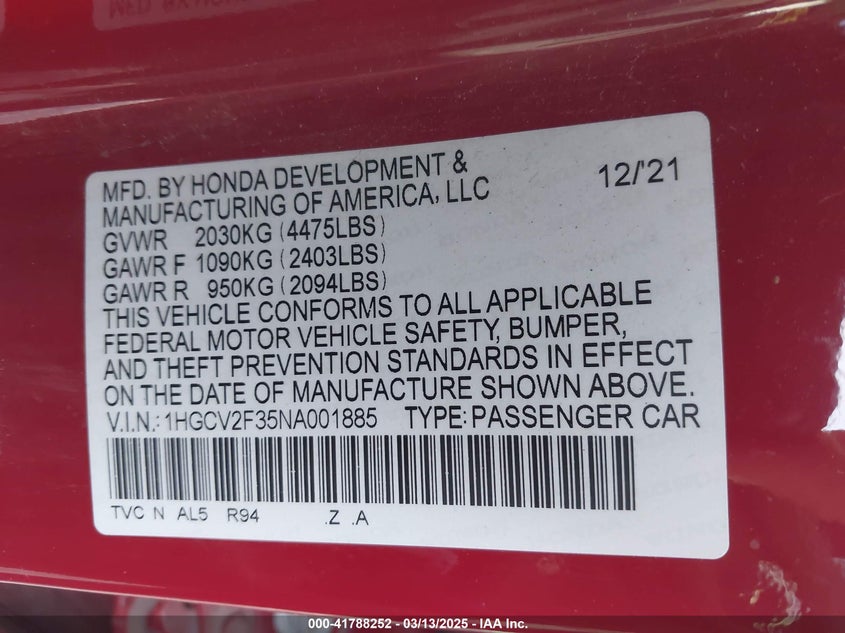 MFD. BY HONDA DEVELOPMENT & 12/'21
MANUFACTURING OF AMERICA, LLC
GVWR 2030KG (4475LBS)
GAWR F 1090KG (2403LBS)
GAWR R 950KG (2094LBS)
THIS VEHICLE CONFORMS TO ALL APPLICABLE
FEDERAL MOTOR VEHICLE SAFETY, BUMPER,
AND THEFT PREVENTION STANDARDS IN EFFECT
ON THE DATE OF MANUFACTURE SHOWN ABOVE.
V.I.N.: 1HGCV2F35NA001885 TYPE: PASSENGER CAR
TVC N AL5 R94 .Z .A
000-41788252 - 03/13/2025 - IAA Inc.